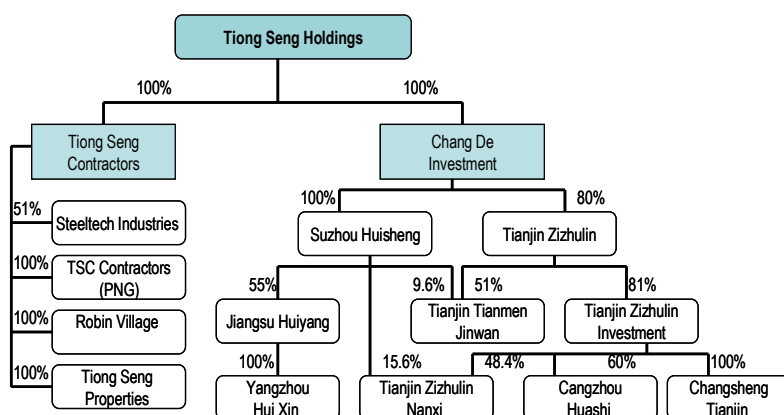 Tiong Seng Holdings
100%
100%
Tiong Seng
Contractors
Chang De
Investment
51%
Steeltech Industries
100%
TSC Contractors
(PNG)
100%
Robin Village
100%
Tiong Seng
Properties
100%
80%
Suzhou Huisheng
Tianjin Zizhulin
55%
9.6%
51%
81%
Jiangsu Huiyang
Tianjin Tianmen
Jinwan
Tianjin Zizhulin
Investment
100%
15.6%
48.4%
60%
100%
Yangzhou
Hui Xin
Tianjin Zizhulin
Nanxi
Cangzhou
Huashi
Changsheng
Tianjin